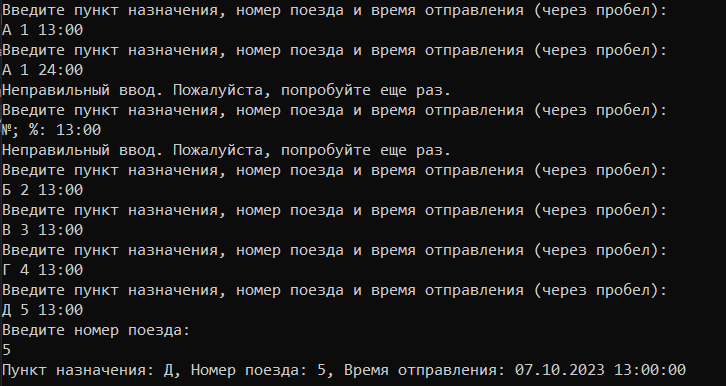 Введите пункт назначения, номер поезда и время отправления (через пробел):
А 1 13:00
Введите пункт назначения, номер поезда и время отправления (через пробел):
А 1 24:00
Неправильный ввод. Пожалуйста, попробуйте еще раз.
Введите пункт назначения, номер поезда и время отправления (через пробел):
№; %: 13:00
Неправильный ввод. Пожалуйста, попробуйте еще раз.
Введите пункт назначения, номер поезда и время отправления (через пробел):
Б 2 13:00
Введите пункт назначения, номер поезда и время отправления (через пробел):
В 3 13:00
Введите пункт назначения, номер поезда и время отправления (через пробел):
Г 4 13:00
Введите пункт назначения, номер поезда и время отправления (через пробел):
Д 5 13:00
Введите номер поезда:
5
Пункт назначения: Д, Номер поезда: 5, Время отправления: 07.10.2023 13:00:00